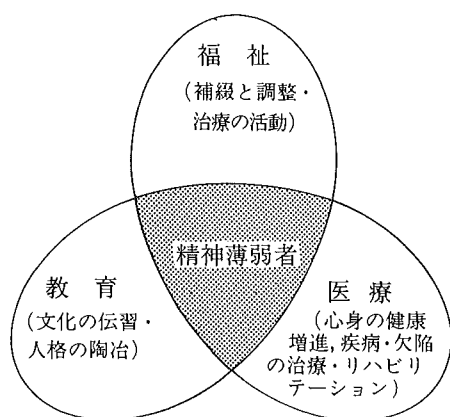 福祉
(補綴と調整・
治療の活動)
精神薄弱者
教育
(文化の伝習・
人格の陶冶)
医療
(心身の健康
増進,疾病・欠陥
の治療・リハビリ
テーション)